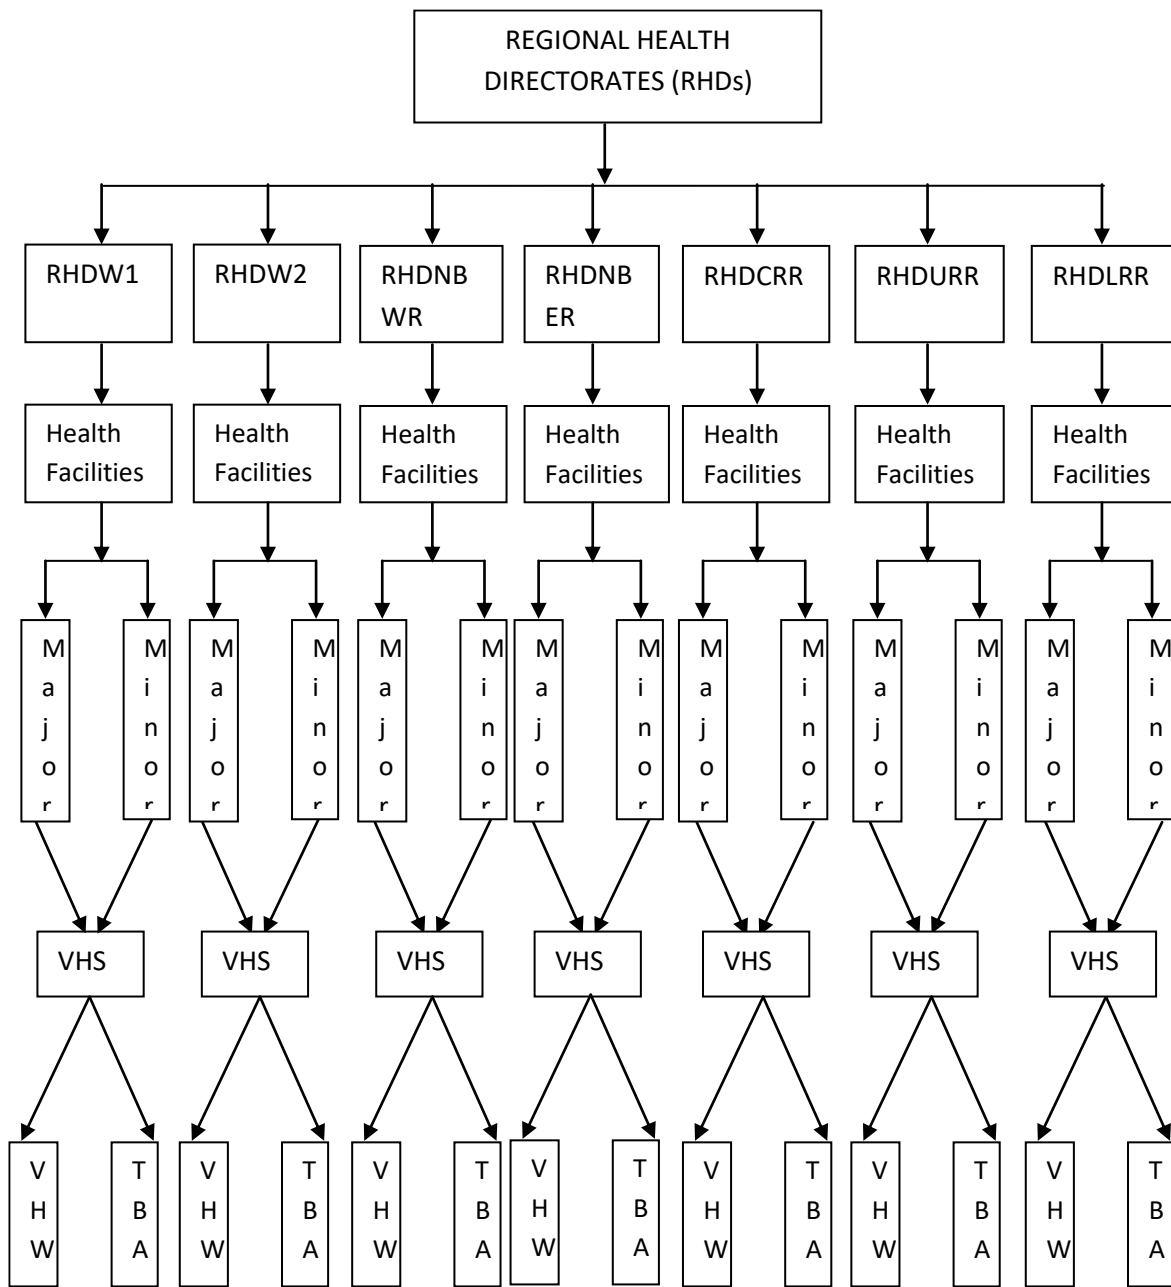 REGIONAL HEALTH
DIRECTORATES (RHDs)
RHDW1
RHDW2
RHDNB
WR
RHDNB
ER
RHDCRR
RHDURR
RHDLRR
Health
Facilities
Health
Facilities
Health
Facilities
Health
Facilities
Health
Facilities
Health
Facilities
Health
Facilities
Major
Minor
Major
Minor
Major
Minor
Major
Minor
Major
Minor
Major
Minor
Major
Minor
VHS
VHS
VHS
VHS
VHS
VHS
VHS
VHW
TBA
VHW
TBA
VHW
TBA
VHW
TBA
VHW
TBA
VHW
TBA
VHW
TBA